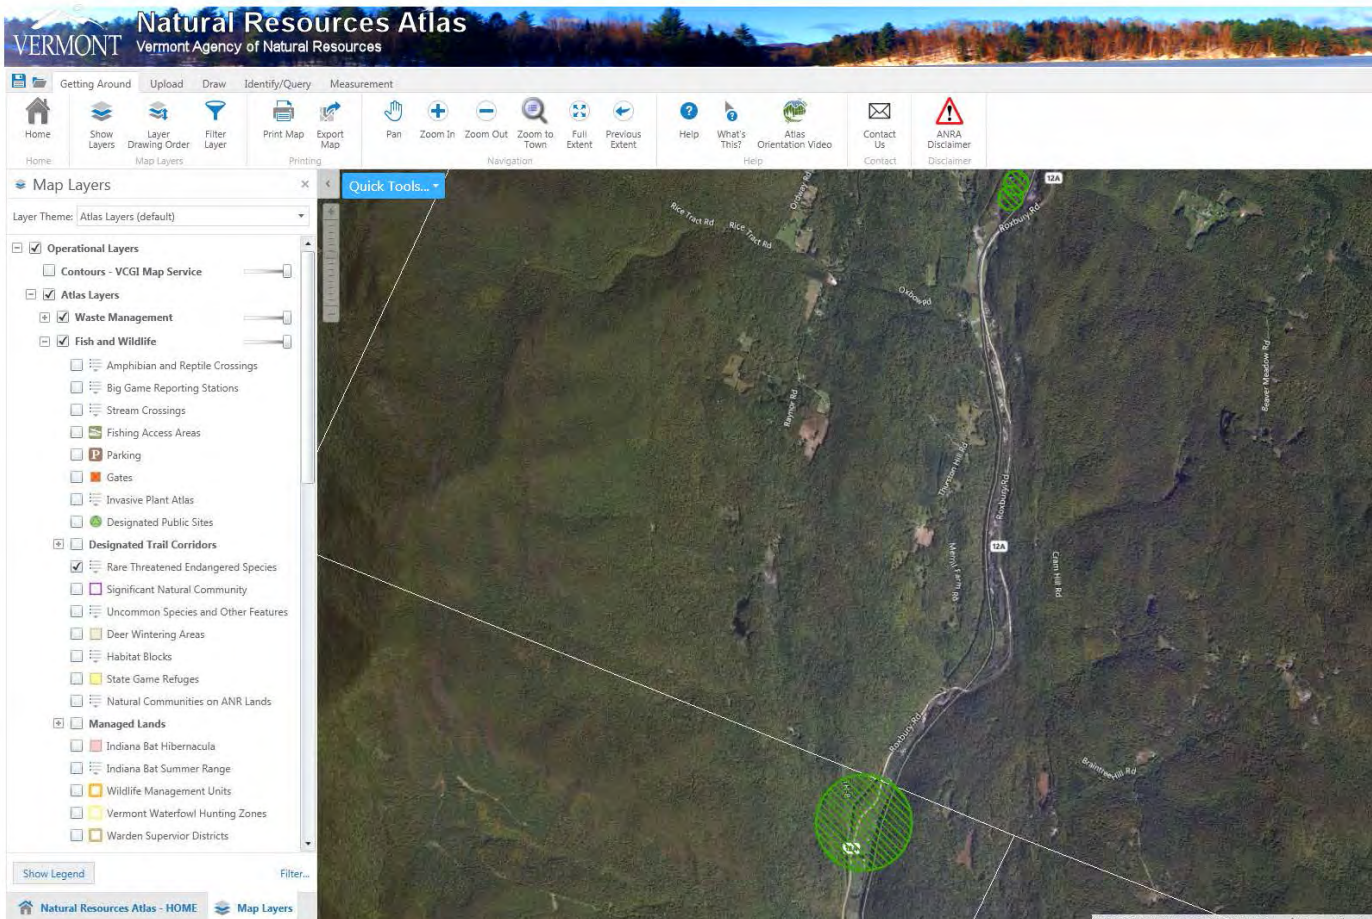 Natural Resources Atlas
VERMONT
Vermont Agency of Natural Resources
Getting Around Upload Draw Identify/Query Measurement
Home
Show Layers
Layer Drawing Order
Filter Layer
Print Map
Export Map
Pan
Zoom In
Zoom Out
Zoom to Town
Full Extent
Previous Extent
Help
What's This?
Atlas Orientation Video
Contact Us
ANRA Disclaimer
Home
Map Layers
Printing
Navigation
Help
Contact
Disclaimer
Map Layers
Quick Tools...
Layer Theme: Atlas Layers (default)
Operational Layers
Contours - VCGI Map Service
Atlas Layers
Waste Management
Fish and Wildlife
Amphibian and Reptile Crossings
Big Game Reporting Stations
Stream Crossings
Fishing Access Areas
P Parking
Gates
Invasive Plant Atlas
Designated Public Sites
Designated Trail Corridors
Rare Threatened Endangered Species
Significant Natural Community
Uncommon Species and Other Features
Deer Wintering Areas
Habitat Blocks
State Game Refuges
Natural Communities on ANR Lands
Managed Lands
Indiana Bat Hibernacula
Indiana Bat Summer Range
Wildlife Management Units
Vermont Waterfowl Hunting Zones
Warden Supervior Districts
Show Legend
Filter...
Natural Resources Atlas - HOME
Map Layers
12A
Ordway Rd
Rice Tract Rd
Rice Tract Rd
Roxbury Rd
Oxbow Rd
Beaver Meadow Rd
Raynor Rd
Thurston Hill Rd
Roxbury Rd
12A
Merrill Farm Rd
Cram Hill Rd
Roxbury Rd
Braintree Hill Rd